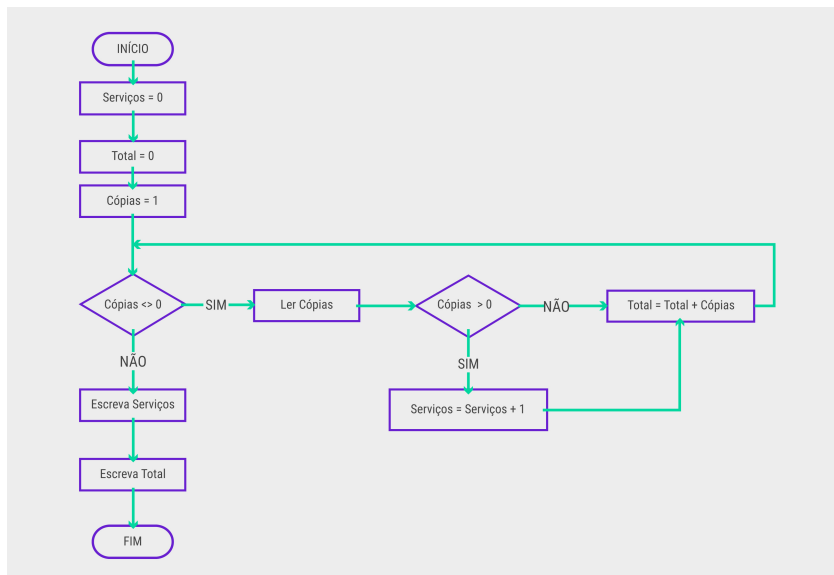 INÍCIO
Serviços = 0
Total = 0
Cópias = 1
Cópias <> 0
SIM
Ler Cópias
Cópias > 0
NÃO
Total = Total + Cópias
SIM
Serviços = Serviços + 1
NÃO
Escreva Serviços
Escreva Total
FIM